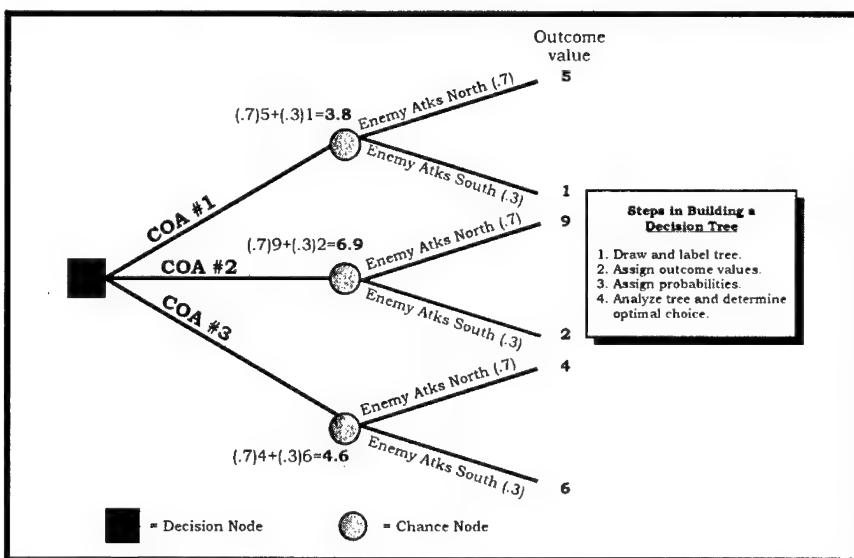 Outcome
value
Enemy Atks North (.7)
5
(.7)5+(.3)1=3.8
Enemy Atks South (.3)
1
COA #1
Enemy Atks North (.7)
9
(.7)9+(.3)2=6.9
COA #2
Enemy Atks South (.3)
2
COA #3
Enemy Atks North (.7)
4
(.7)4+(.3)6=4.6
Enemy Atks South (.3)
6
Steps in Building a
Decision Tree
1. Draw and label tree.
2. Assign outcome values.
3. Assign probabilities.
4. Analyze tree and determine
optimal choice.
= Decision Node
= Chance Node